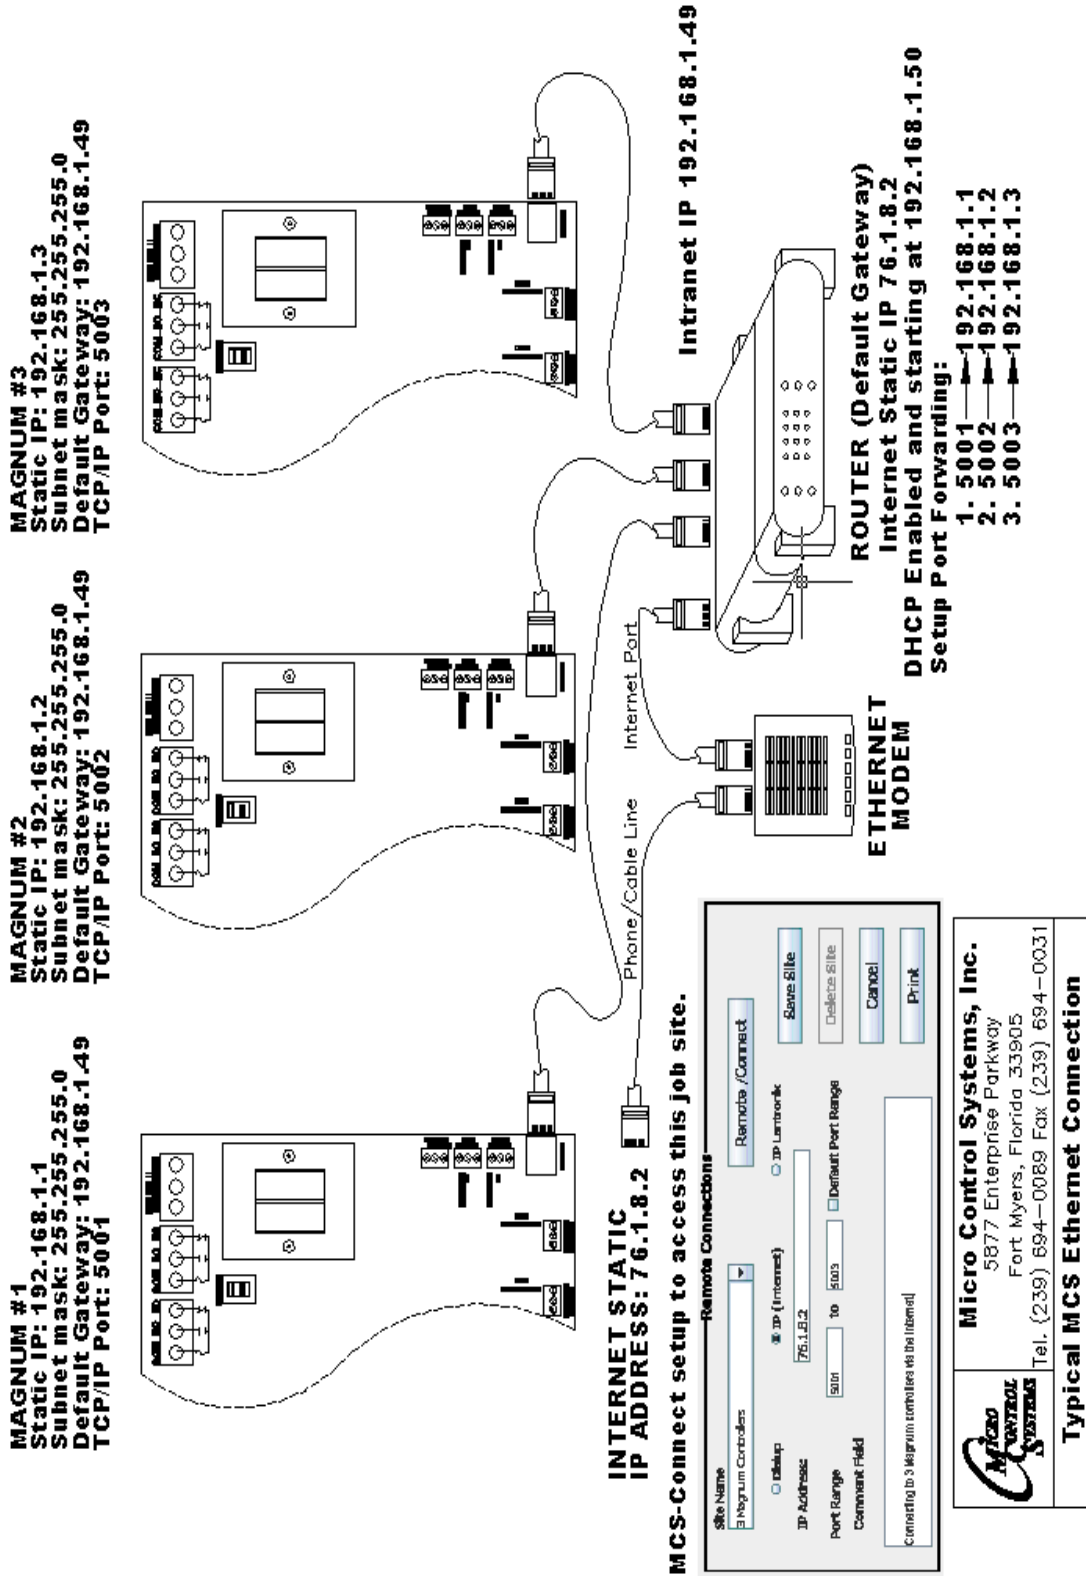 MAGNUM #1
Static IP: 192.168.1.1
Subnet mask: 255.255.255.0
Default Gateway: 192.168.1.49
TCP/IP Port: 5001
MAGNUM #2
Static IP: 192.168.1.2
Subnet mask: 255.255.255.0
Default Gateway: 192.168.1.49
TCP/IP Port: 5002
MAGNUM #3
Static IP: 192.168.1.3
Subnet mask: 255.255.255.0
Default Gateway: 192.168.1.49
TCP/IP Port: 5003
COM NO NC
COM NO NC
INTERNET STATIC
IP ADDRESS: 76.1.8.2
Phone/Cable Line
Internet Port
Intranet IP 192.168.1.49
MCS-Connect setup to access this job site.
Remote Connections
Site Name
3 Magnum Controllers
Remote /Connect
Dialup
IP (Internet)
IP Lantronix
IP Address:
76.1.8.2
Port Range
5001 to 5003
Default Port Range
Comment Field
Connecting to 3 Magnum controllers via the Internet
Save Site
Delete Site
Cancel
Print
ETHERNET
MODEM
ROUTER (Default Gateway)
Internet Static IP 76.1.8.2
DHCP Enabled and starting at 192.168.1.50
Setup Port Forwarding:
1. 5001 192.168.1.1
2. 5002 192.168.1.2
3. 5003 192.168.1.3
MICRO
CONTROL
SYSTEMS
Micro Control Systems, Inc.
5877 Enterprise Parkway
Fort Myers, Florida 33905
Tel. (239) 694-0089 Fax (239) 694-0031
Typical MCS Ethernet Connection